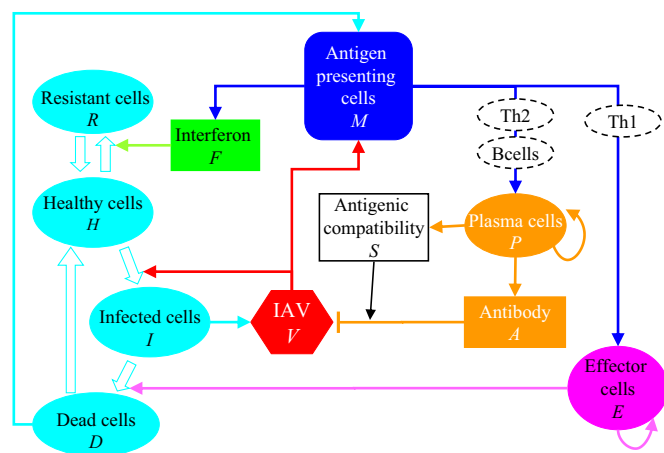 Antigen
presenting
cells
M
Resistant cells
R
Interferon
F
Th2
Th1
Bcells
Healthy cells
H
Antigenic
compatibility
S
Plasma cells
P
Infected cells
I
IAV
V
Antibody
A
Effector
cells
E
Dead cells
D